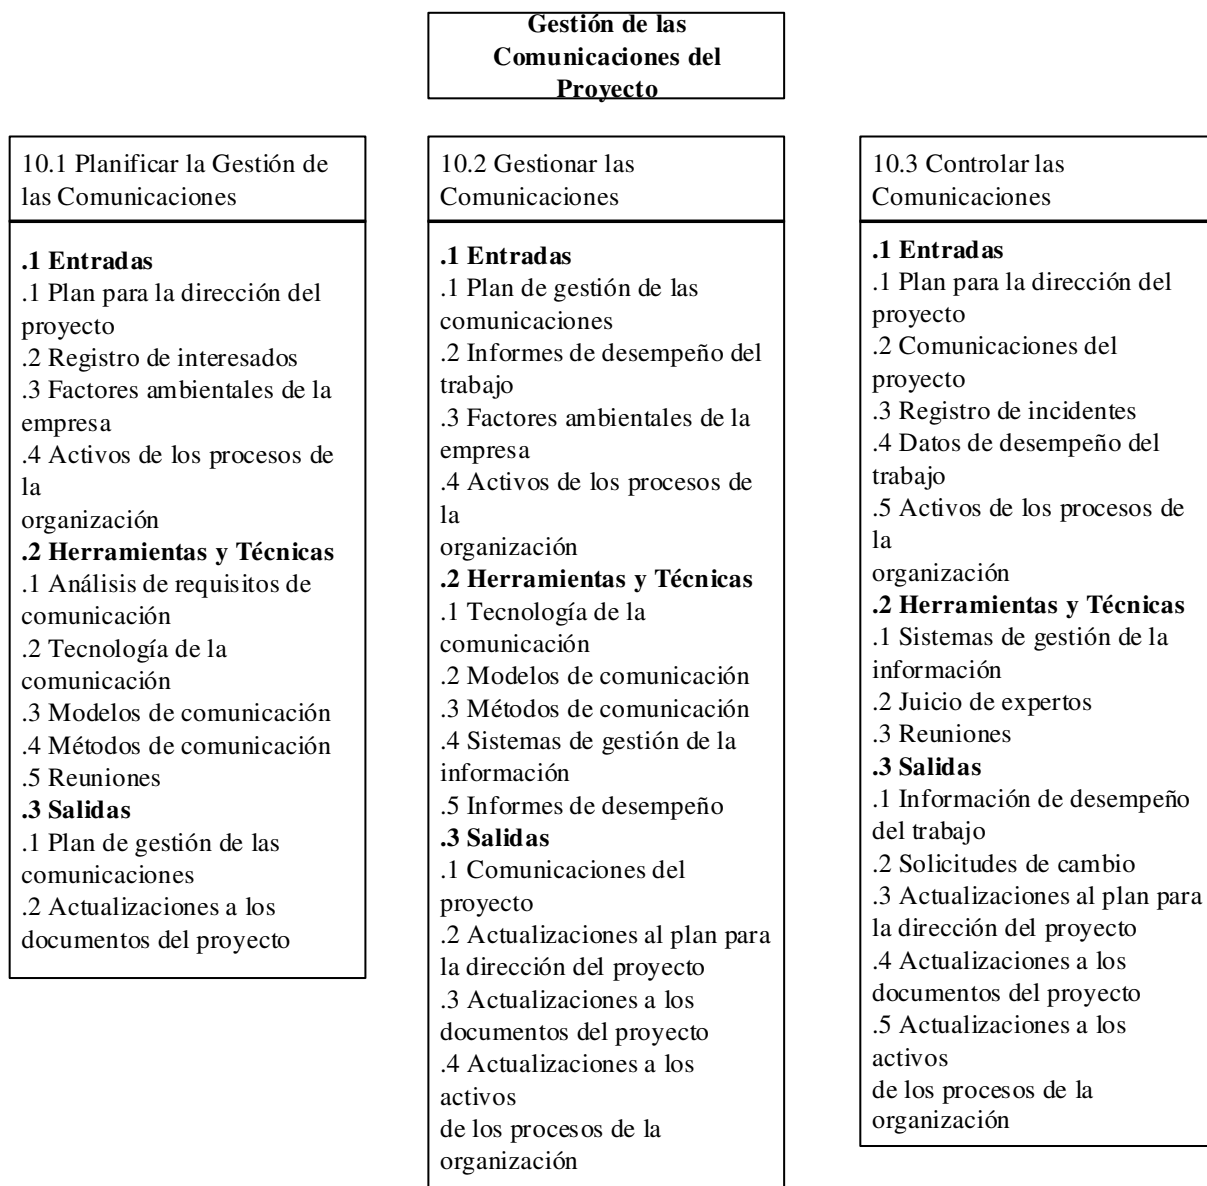 Gestión de las
Comunicaciones del
Proyecto
10.1 Planificar la Gestión de
las Comunicaciones
.1 Entradas
.1 Plan para la dirección del
proyecto
.2 Registro de interesados
.3 Factores ambientales de la
empresa
.4 Activos de los procesos de
la
organización
.2 Herramientas y Técnicas
.1 Análisis de requisitos de
comunicación
.2 Tecnología de la
comunicación
.3 Modelos de comunicación
.4 Métodos de comunicación
.5 Reuniones
.3 Salidas
.1 Plan de gestión de las
comunicaciones
.2 Actualizaciones a los
documentos del proyecto
10.2 Gestionar las
Comunicaciones
.1 Entradas
.1 Plan de gestión de las
comunicaciones
.2 Informes de desempeño del
trabajo
.3 Factores ambientales de la
empresa
.4 Activos de los procesos de
la
organización
.2 Herramientas y Técnicas
.1 Tecnología de la
comunicación
.2 Modelos de comunicación
.3 Métodos de comunicación
.4 Sistemas de gestión de la
información
.5 Informes de desempeño
.3 Salidas
.1 Comunicaciones del
proyecto
.2 Actualizaciones al plan para
la dirección del proyecto
.3 Actualizaciones a los
documentos del proyecto
.4 Actualizaciones a los
activos
de los procesos de la
organización
10.3 Controlar las
Comunicaciones
.1 Entradas
.1 Plan para la dirección del
proyecto
.2 Comunicaciones del
proyecto
.3 Registro de incidentes
.4 Datos de desempeño del
trabajo
.5 Activos de los procesos de
la
organización
.2 Herramientas y Técnicas
.1 Sistemas de gestión de la
información
.2 Juicio de expertos
.3 Reuniones
.3 Salidas
.1 Información de desempeño
del trabajo
.2 Solicitudes de cambio
.3 Actualizaciones al plan para
la dirección del proyecto
.4 Actualizaciones a los
documentos del proyecto
.5 Actualizaciones a los
activos
de los procesos de la
organización